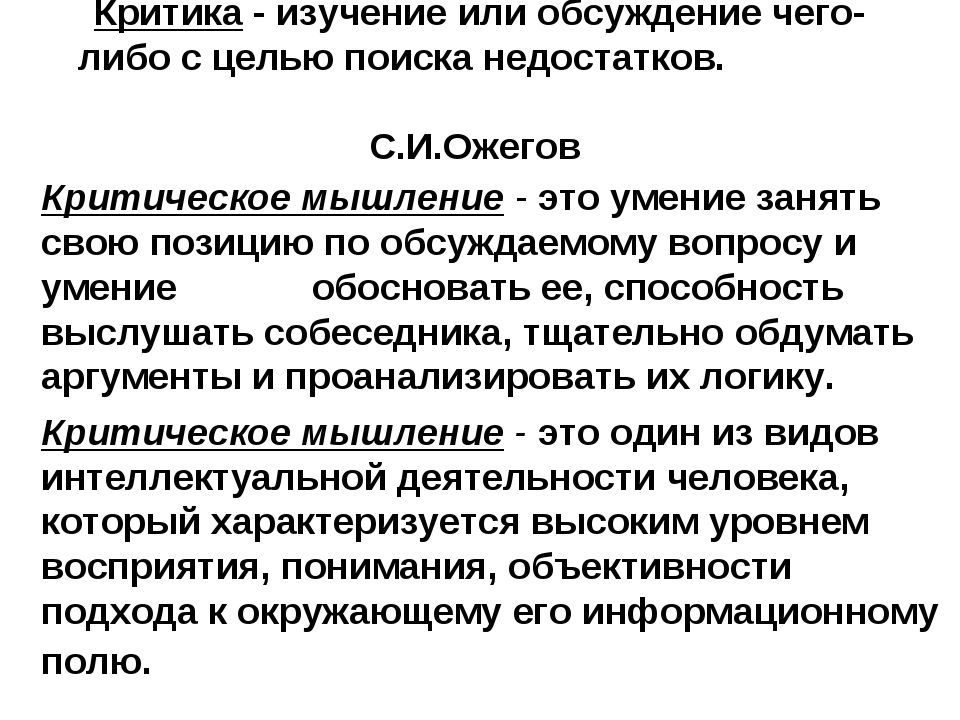 Критика - изучение или обсуждение чего-
либо с целью поиска недостатков.
С.И.Ожегов
Критическое мышление - это умение занять
свою позицию по обсуждаемому вопросу и
умение обосновать ее, способность
выслушать собеседника, тщательно обдумать
аргументы и проанализировать их логику.
Критическое мышление - это один из видов
интеллектуальной деятельности человека,
который характеризуется высоким уровнем
восприятия, понимания, объективности
подхода к окружающему его информационному
полю.